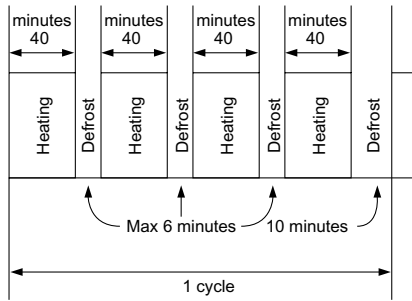 minutes minutes minutes minutes
40 40 40 40
Heating Defrost Heating Defrost Heating Defrost Heating Defrost
Max 6 minutes 10 minutes
1 cycle